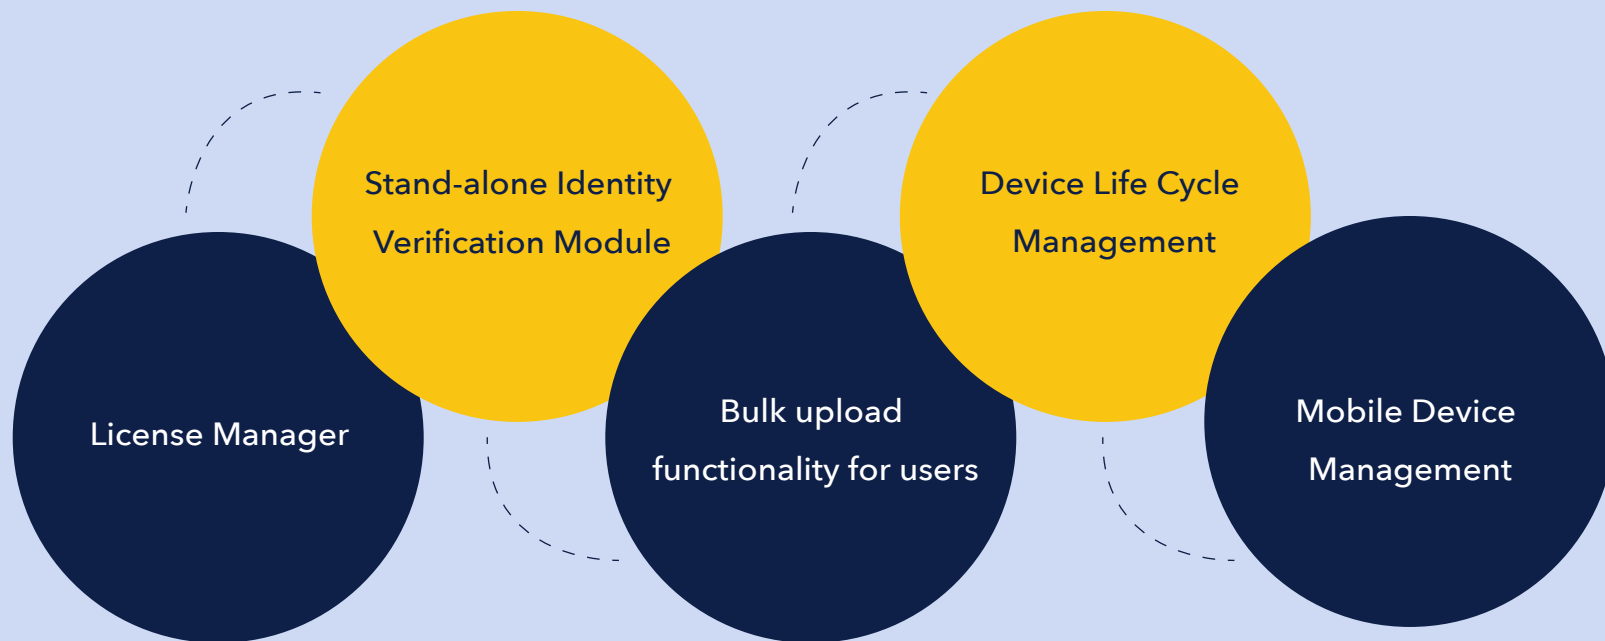 License Manager
Stand-alone Identity
Verification Module
Bulk upload
functionality for users
Device Life Cycle
Management
Mobile Device
Management